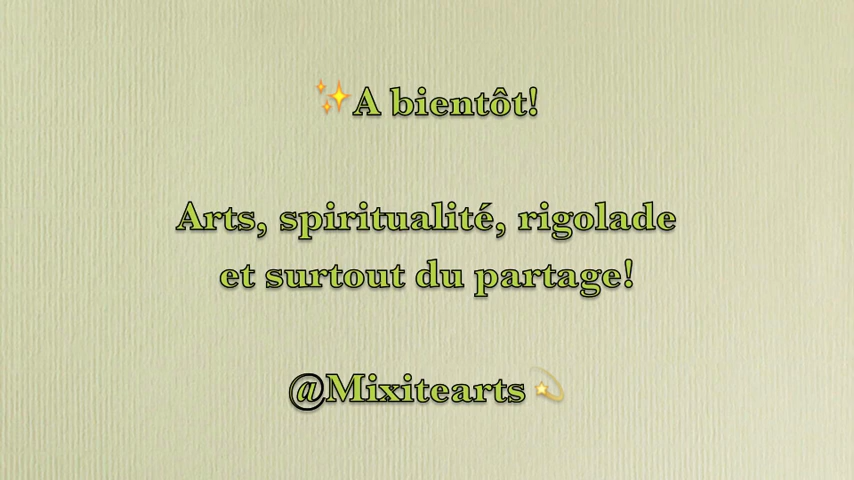 ✨A bientôt!
Arts, spiritualité, rigolade
et surtout du partage!
@Mixitearts💫